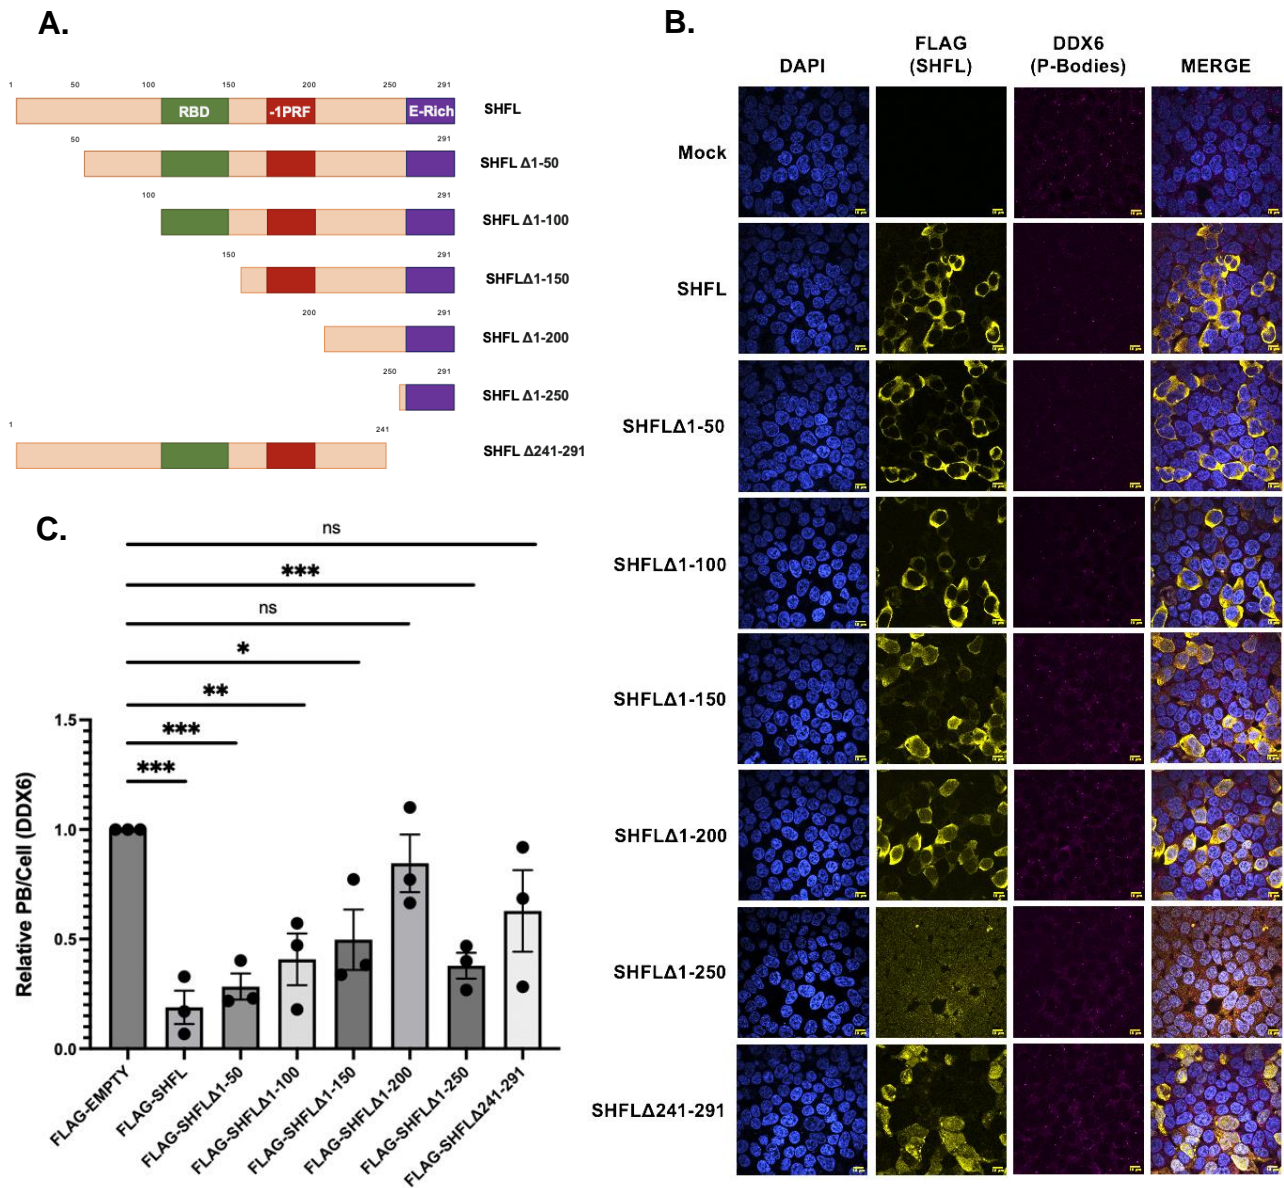 A.
1 50 100 150 200 250 291
RBD -1PRF E-Rich SHFL
50 291
SHFL Δ1-50
100 291
SHFL Δ1-100
150 291
SHFLΔ1-150
200 291
SHFL Δ1-200
250 291
SHFL Δ1-250
1 241
SHFL Δ241-291
B.
DAPI FLAG (SHFL) DDX6 (P-Bodies) MERGE
Mock
SHFL
SHFLΔ1-50
SHFLΔ1-100
SHFLΔ1-150
SHFLΔ1-200
SHFLΔ1-250
SHFLΔ241-291
C.
ns
***
ns
*
**
***
***
Relative PB/Cell (DDX6)
1.5
1.0
0.5
0.0
FLAG-EMPTY
FLAG-SHFL
FLAG-SHFLΔ1-50
FLAG-SHFLΔ1-100
FLAG-SHFLΔ1-150
FLAG-SHFLΔ1-200
FLAG-SHFLΔ1-250
FLAG-SHFLΔ241-291